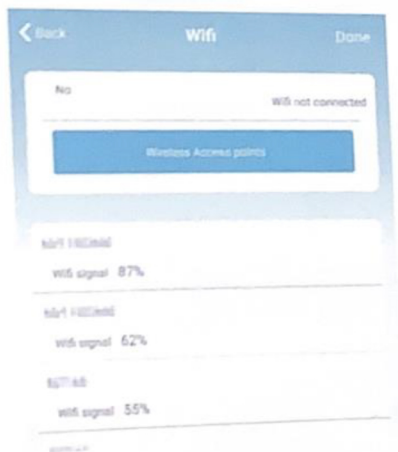 Back Wifi Done
No
Wifi not connected
Wireless Access points
Wifi signal 87%
Wifi signal 62%
Wifi signal 55%